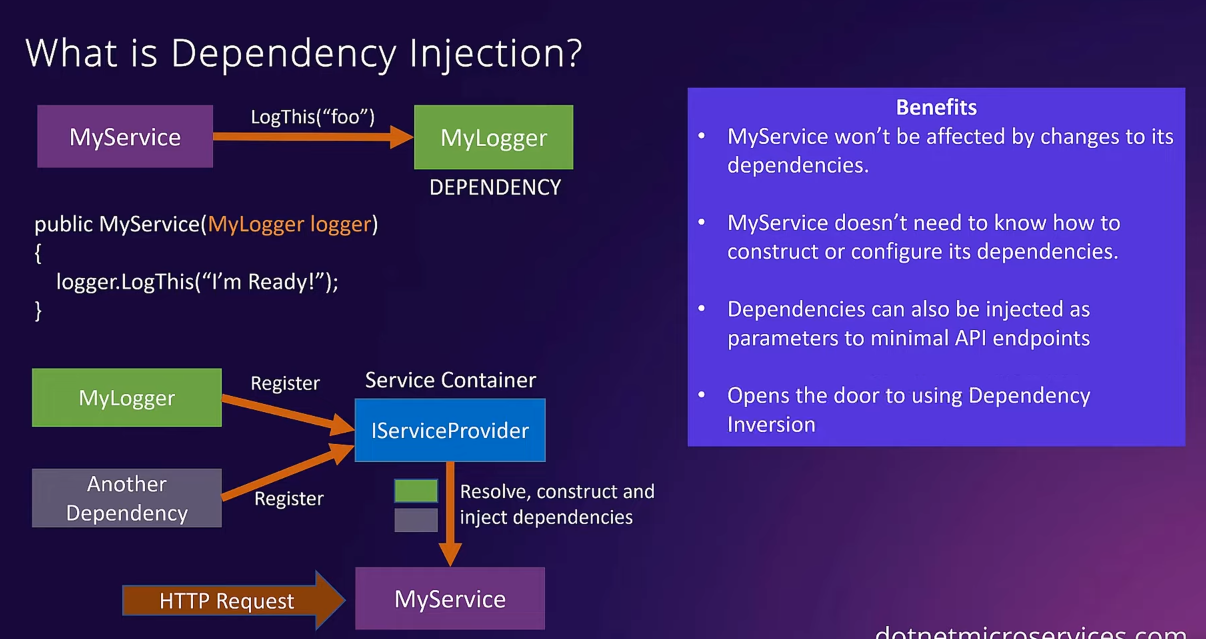 What is Dependency Injection?
MyService
LogThis(“foo”)
MyLogger
DEPENDENCY
public MyService(MyLogger logger)
{
logger.LogThis(“I’m Ready!”);
}
MyLogger
Register
Service Container
IServiceProvider
Another
Dependency
Register
Resolve, construct and
inject dependencies
HTTP Request
MyService
Benefits
• MyService won’t be affected by changes to its
dependencies.
• MyService doesn’t need to know how to
construct or configure its dependencies.
• Dependencies can also be injected as
parameters to minimal API endpoints
• Opens the door to using Dependency
Inversion
dotnetmicroservices.com